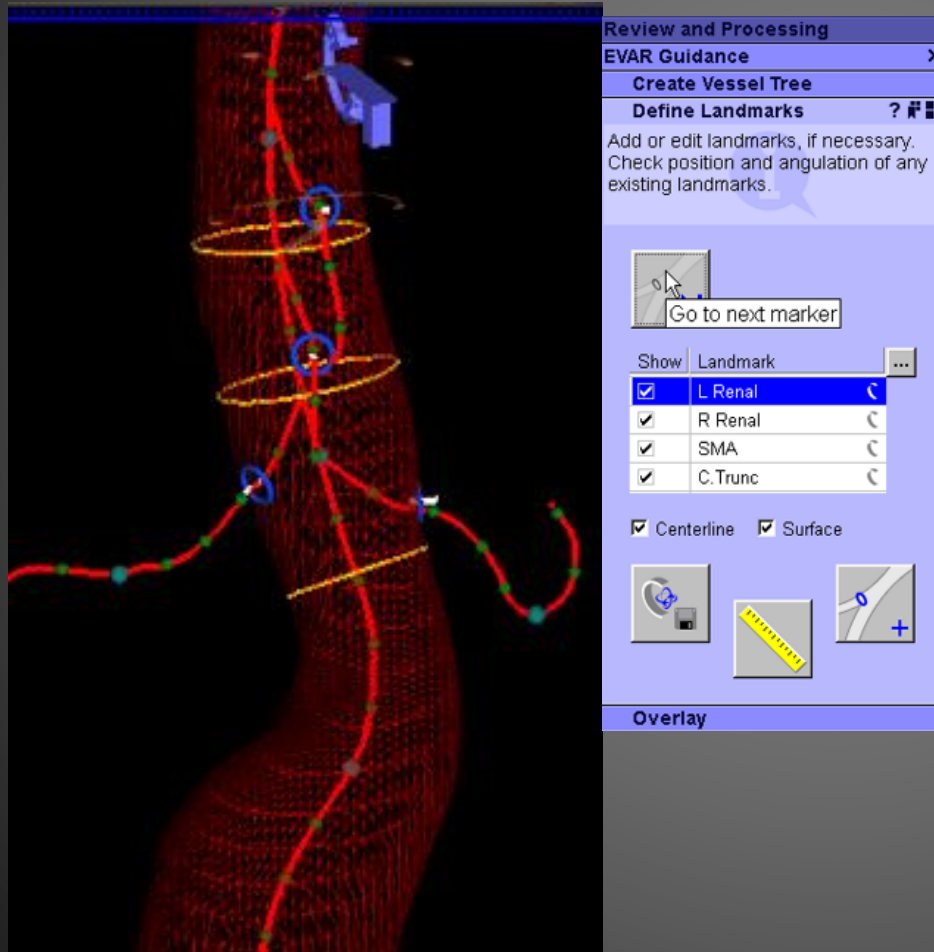 Review and Processing
EVAR Guidance
Create Vessel Tree
Define Landmarks ?
Add or edit landmarks, if necessary.
Check position and angulation of any
existing landmarks.
Go to next marker
Show Landmark ...
L Renal
R Renal
SMA
C.Trunc
Centerline Surface
Overlay